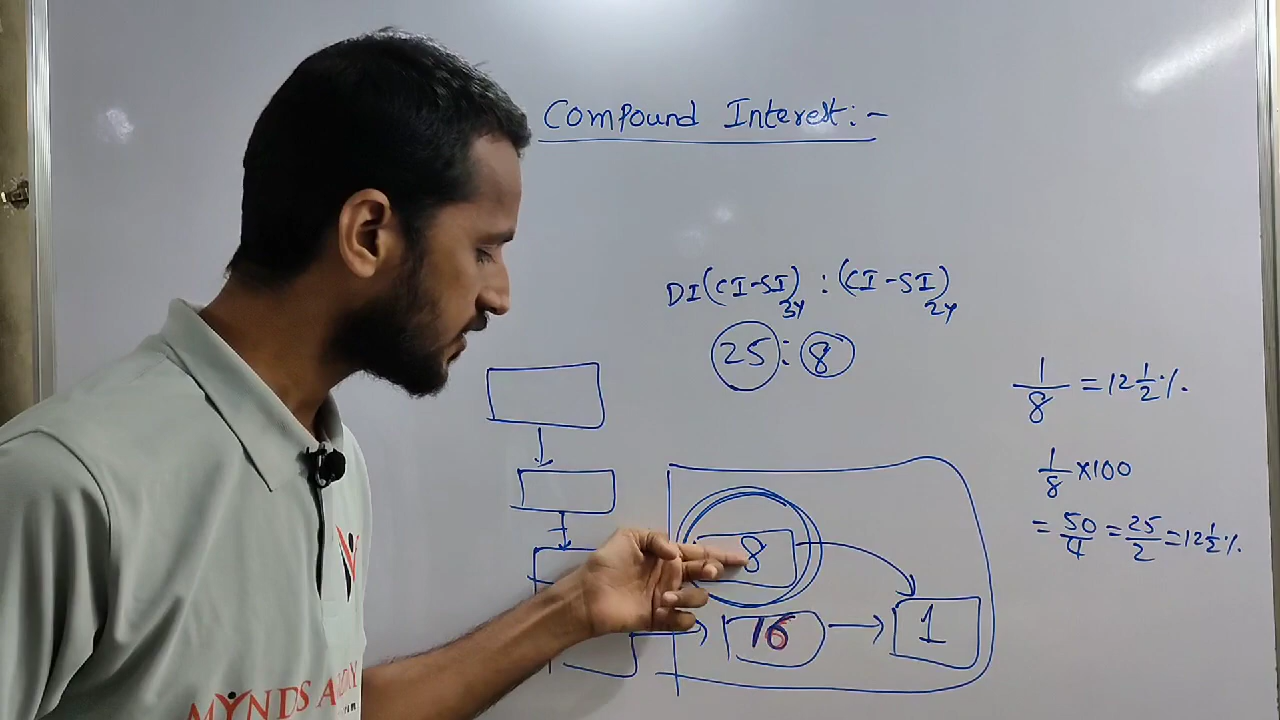 Compound Interest:-
DI(CI-SI)3Y : (CI-SI)2Y
25 : 8
1/8 = 12 1/2 %.
1/8 x100
= 50/4 = 25/2 = 12 1/2 %.
8
16
1
MYNDS